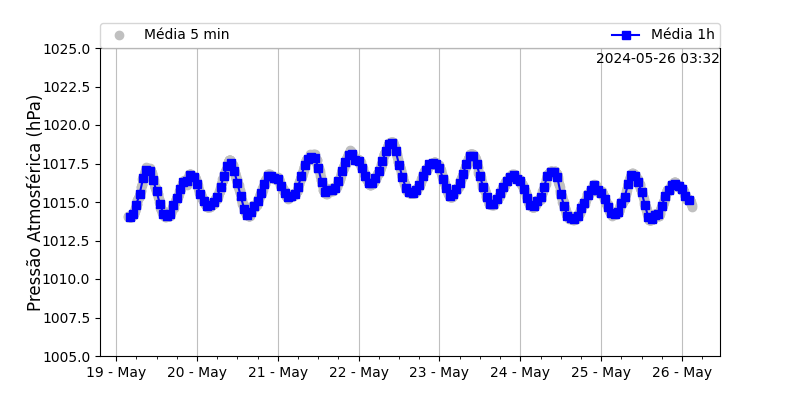 Média 5 min
Média 1h
2024-05-26 03:32
Pressão Atmosférica (hPa)
1025.0
1022.5
1020.0
1017.5
1015.0
1012.5
1010.0
1007.5
1005.0
19 - May
20 - May
21 - May
22 - May
23 - May
24 - May
25 - May
26 - May